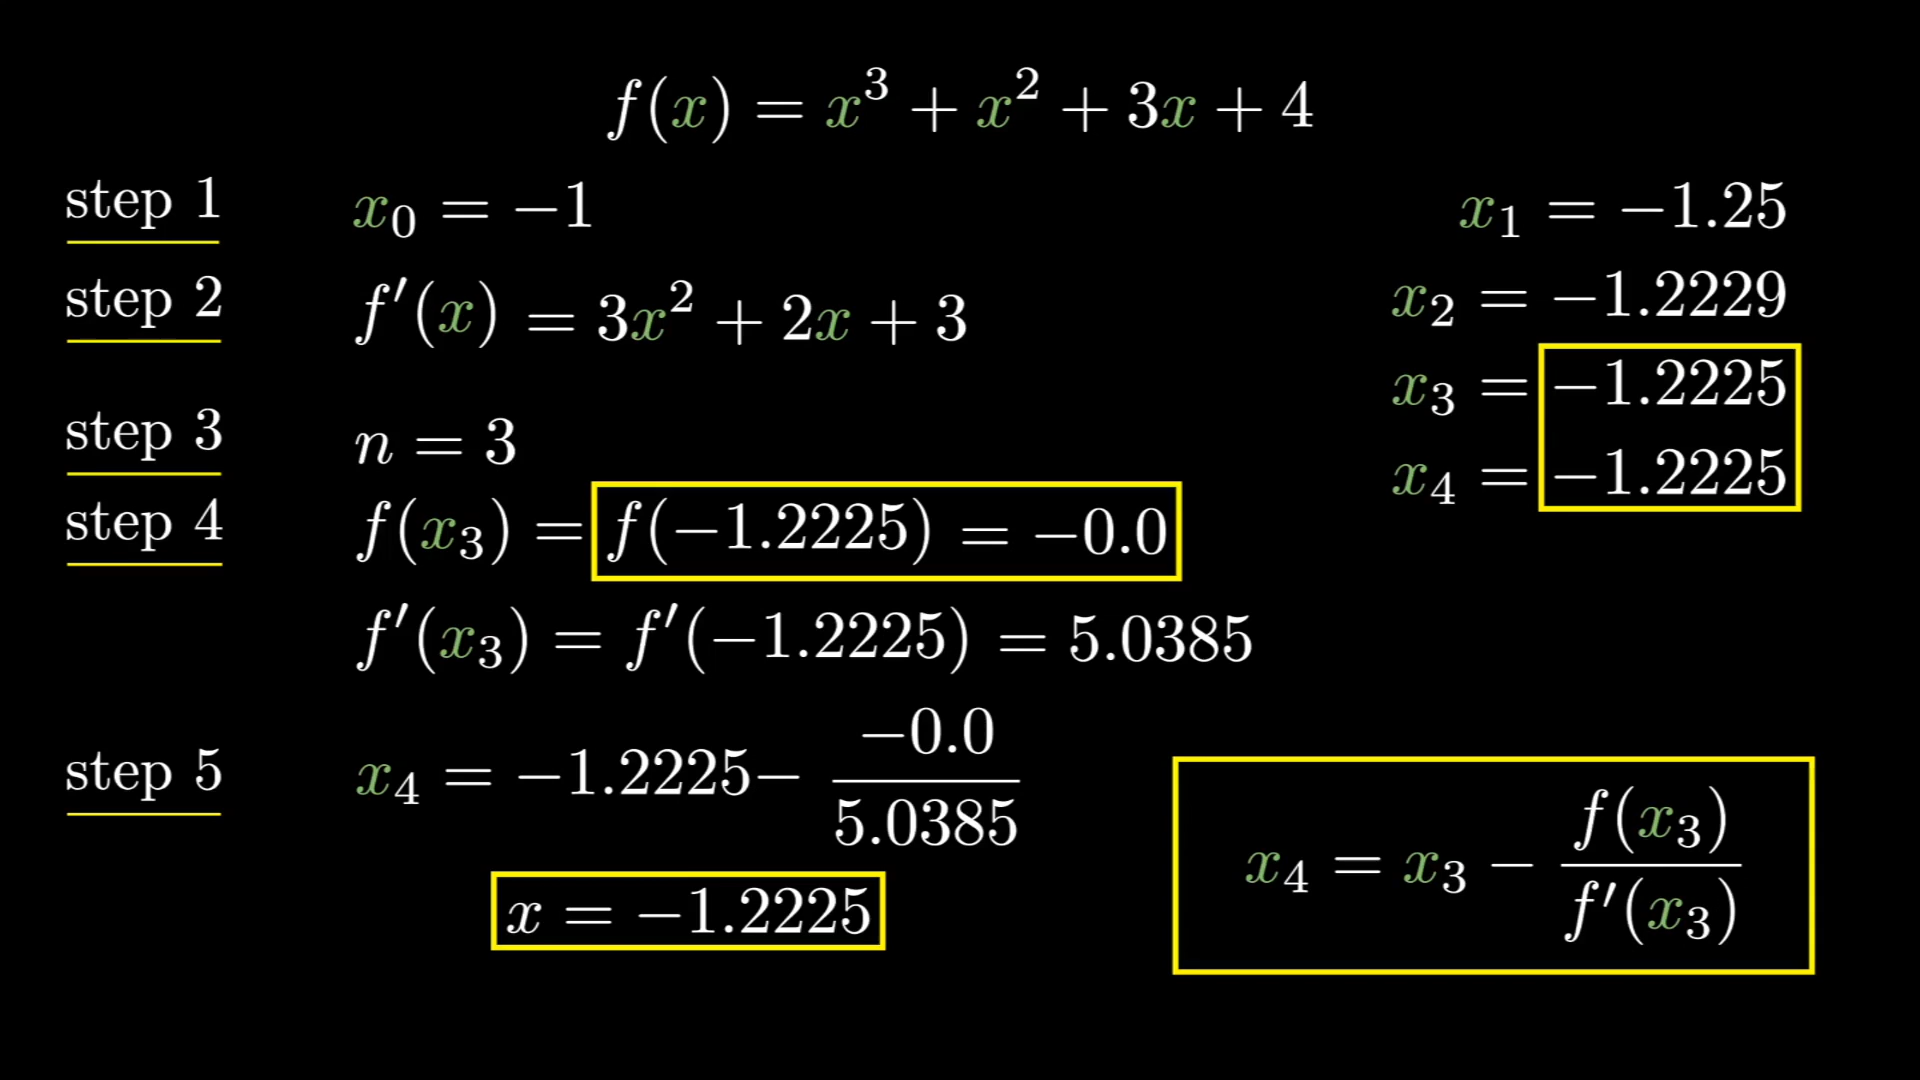 f(x) = x³ + x² + 3x + 4
step 1 x₀ = −1 x₁ = −1.25
step 2 f′(x) = 3x² + 2x + 3 x₂ = −1.2229
x₃ = −1.2225
step 3 n = 3 x₄ = −1.2225
step 4 f(x₃) = f(−1.2225) = −0.0
f′(x₃) = f′(−1.2225) = 5.0385
step 5 x₄ = −1.2225 − −0.0 / 5.0385
x₄ = x₃ − f(x₃) / f′(x₃)
x = −1.2225